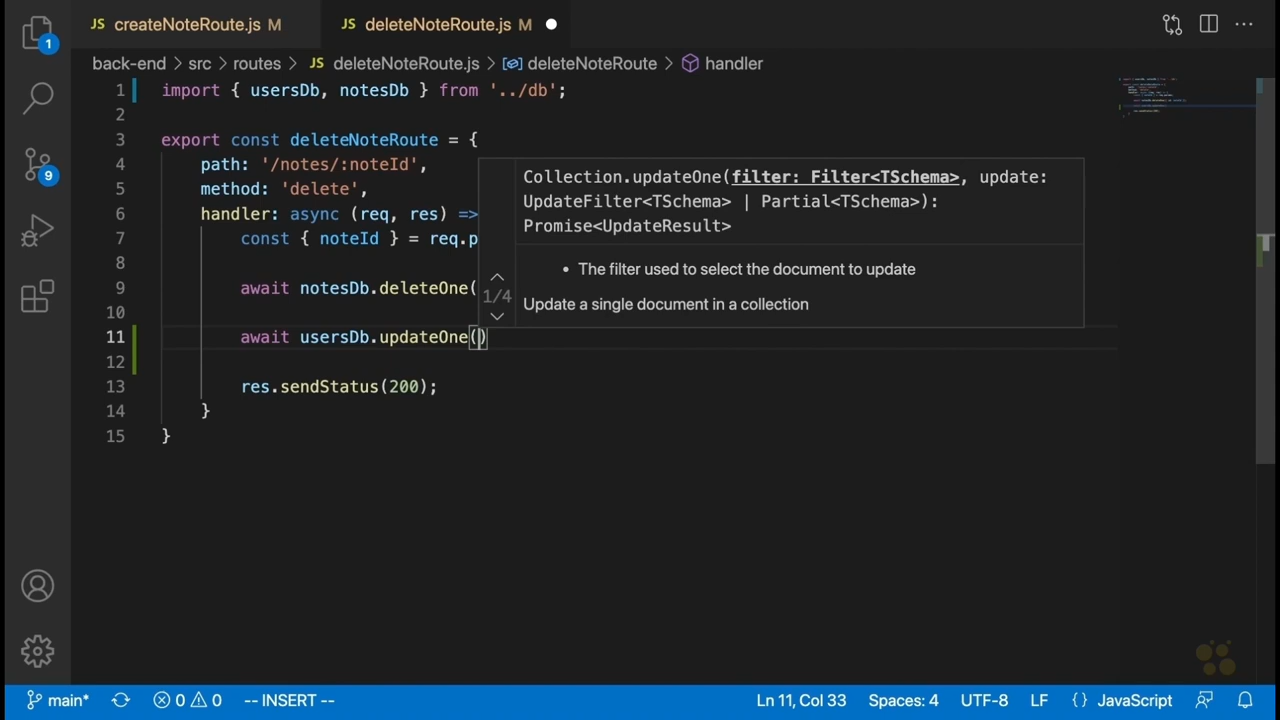 JS createNoteRoute.js M JS deleteNoteRoute.js M
1
back-end > src > routes > JS deleteNoteRoute.js > deleteNoteRoute > handler
1 import { usersDb, notesDb } from '../db';
2
3 export const deleteNoteRoute = {
4 path: '/notes/:noteId',
5 method: 'delete',
6 handler: async (req, res) =>
7 const { noteId } = req.p
8
9 await notesDb.deleteOne(
10
11 await usersDb.updateOne()
12
13 res.sendStatus(200);
14 }
15 }
Collection.updateOne(filter: Filter<TSchema>, update:
UpdateFilter<TSchema> | Partial<TSchema>):
Promise<UpdateResult>
• The filter used to select the document to update
1/4
Update a single document in a collection
9
main* 0 0 -- INSERT -- Ln 11, Col 33 Spaces: 4 UTF-8 LF {} JavaScript